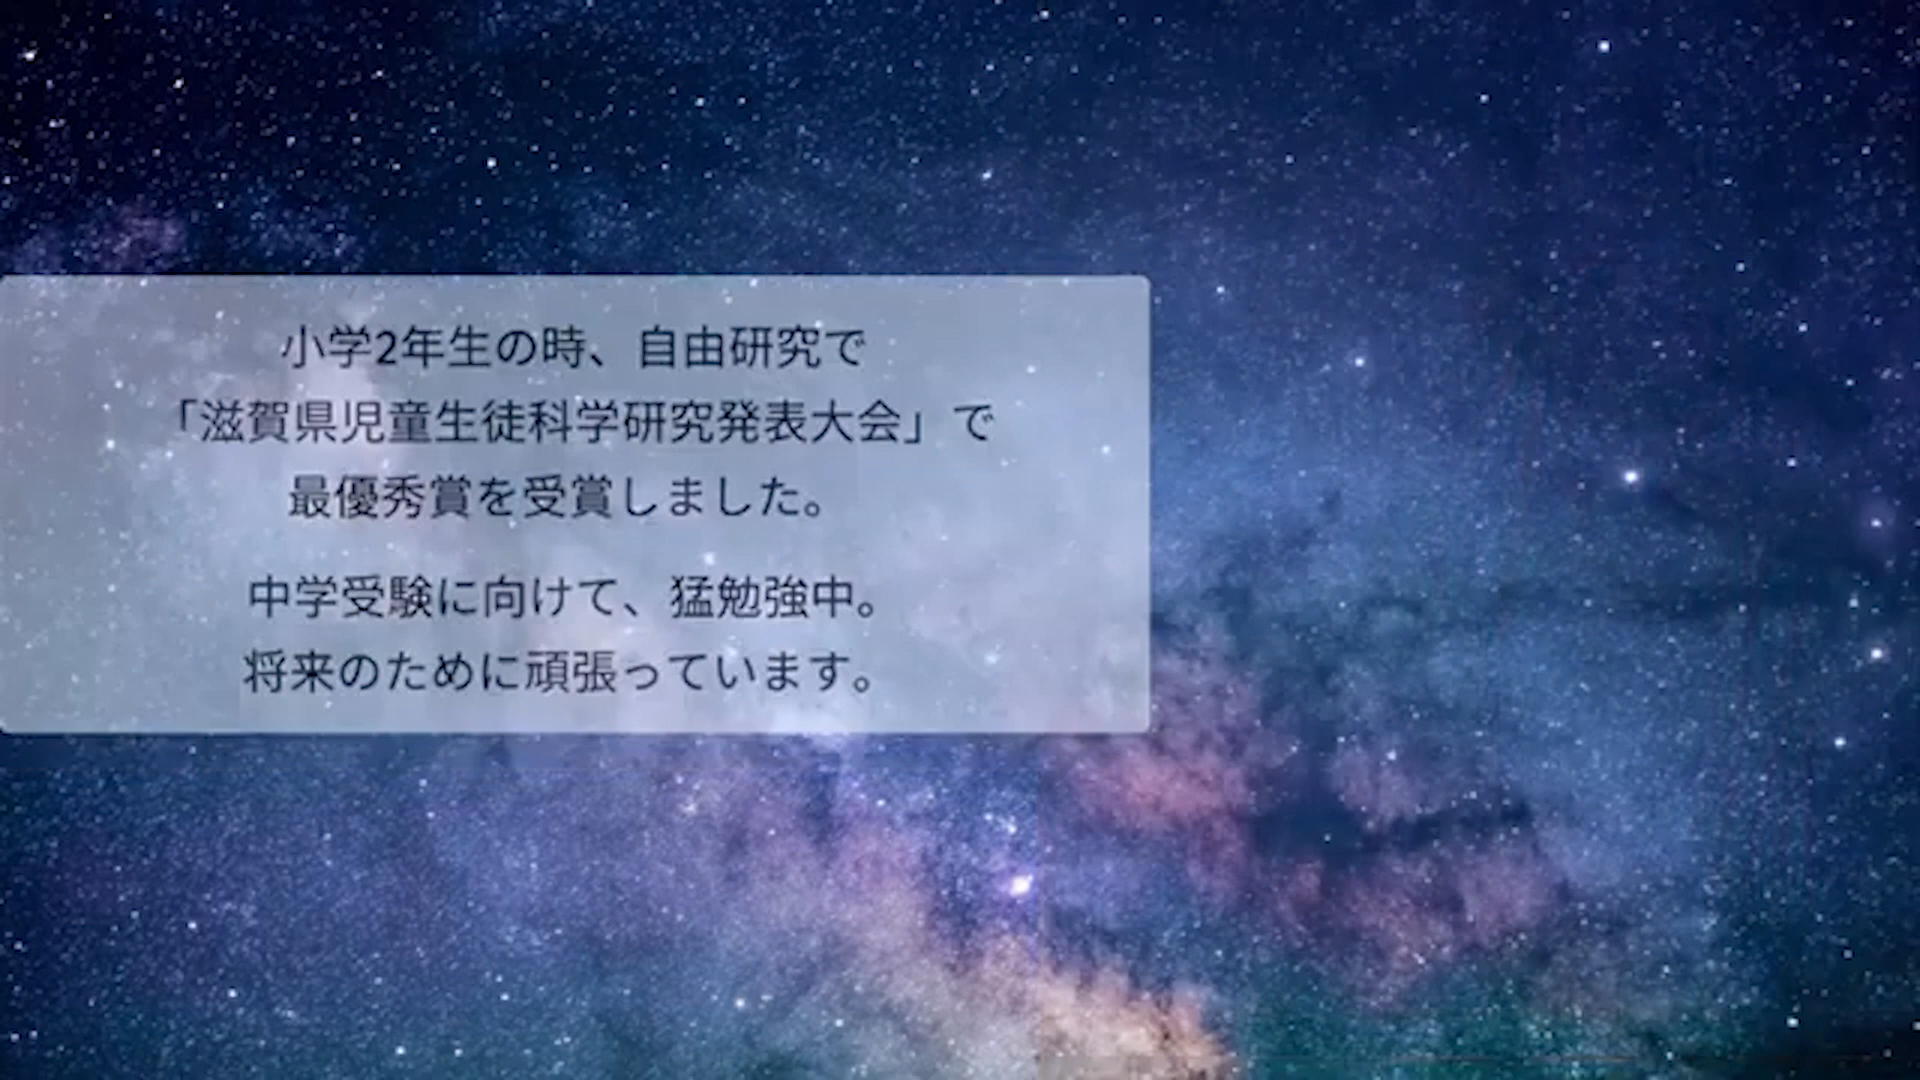 小学2年生の時、自由研究で
「滋賀県児童生徒科学研究発表大会」で
最優秀賞を受賞しました。
中学受験に向けて、猛勉強中。
将来のために頑張っています。